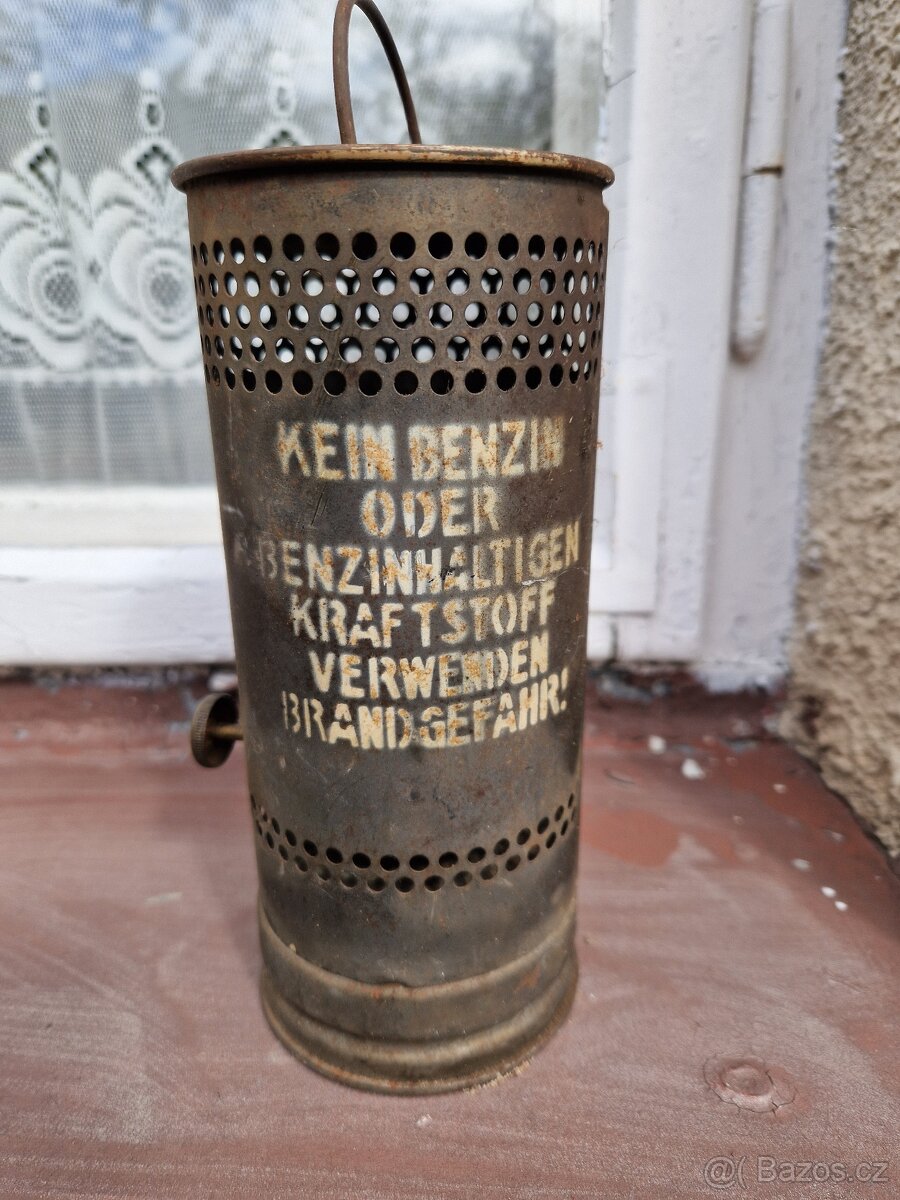 KEIN BENZIN
ODER
BENZINHALTIGEN
KRAFTSTOFF
VERWENDEN
BRANDGEFAHR!
@( Bazos.cz